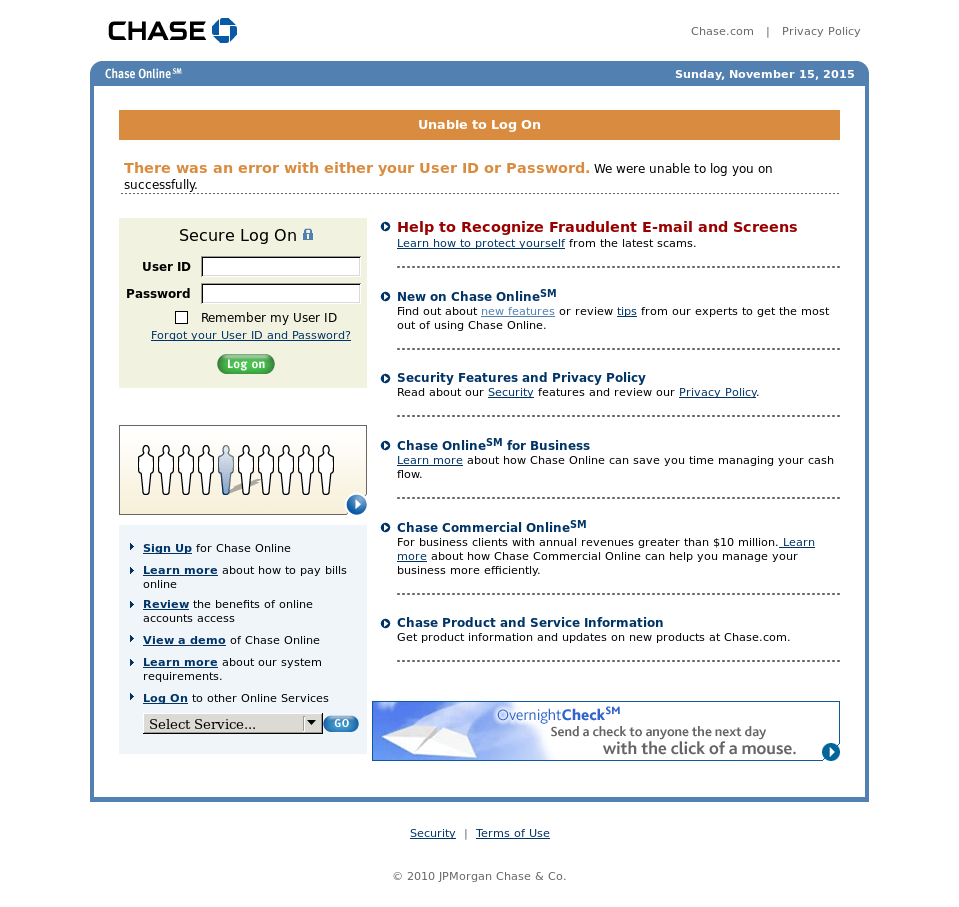 CHASE
Chase.com | Privacy Policy
Chase Online SM
Sunday, November 15, 2015
Unable to Log On
There was an error with either your User ID or Password. We were unable to log you on
successfully.
Secure Log On
User ID
Password
Remember my User ID
Forgot your User ID and Password?
Log on
Sign Up for Chase Online
Learn more about how to pay bills
online
Review the benefits of online
accounts access
View a demo of Chase Online
Learn more about our system
requirements.
Log On to other Online Services
Select Service...
GO
Help to Recognize Fraudulent E-mail and Screens
Learn how to protect yourself from the latest scams.
New on Chase OnlineSM
Find out about new features or review tips from our experts to get the most
out of using Chase Online.
Security Features and Privacy Policy
Read about our Security features and review our Privacy Policy.
Chase OnlineSM for Business
Learn more about how Chase Online can save you time managing your cash
flow.
Chase Commercial OnlineSM
For business clients with annual revenues greater than $10 million. Learn
more about how Chase Commercial Online can help you manage your
business more efficiently.
Chase Product and Service Information
Get product information and updates on new products at Chase.com.
OvernightCheckSM
Send a check to anyone the next day
with the click of a mouse.
Security | Terms of Use
© 2010 JPMorgan Chase & Co.